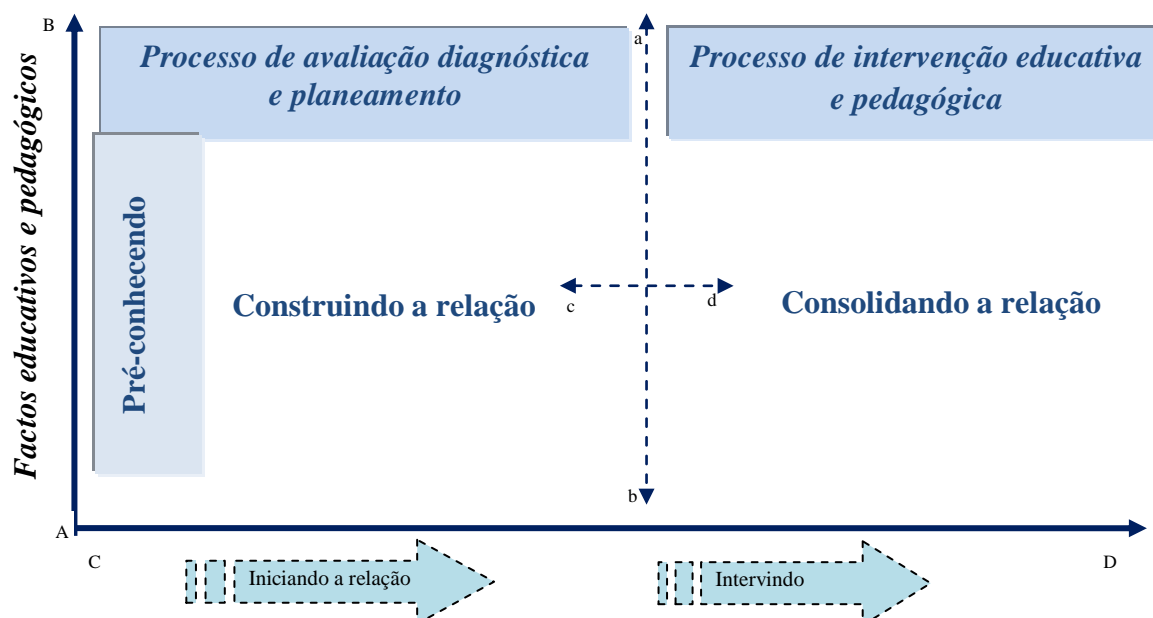 B
a
Processo de avaliação diagnóstica
e planeamento
Processo de intervenção educativa
e pedagógica
Factos educativos e pedagógicos
Pré-conhecendo
Construindo a relação
c
d
Consolidando a relação
b
A
C
D
Iniciando a relação
Intervindo